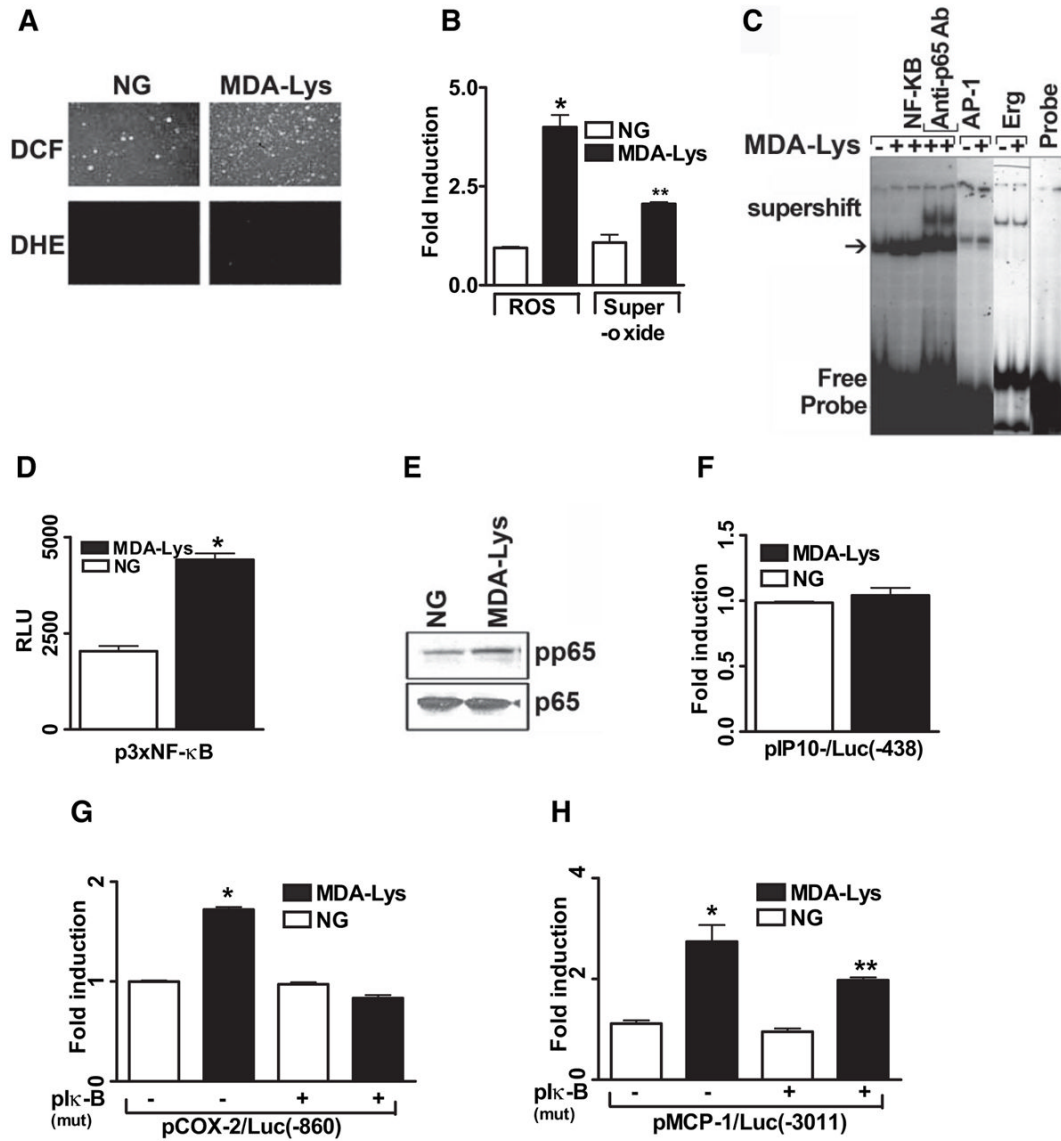 A
NG MDA-Lys
DCF
DHE
B
5.0
2.5
0.0
Fold Induction
*
**
NG
MDA-Lys
ROS Super
-oxide
C
NF-KB
Anti-p65 Ab
AP-1
Erg
Probe
MDA-Lys - + + + + - + - +
supershift
→
Free
Probe
D
5000
2500
0
RLU
MDA-Lys
NG
*
p3xNF-κB
E
NG
MDA-Lys
pp65
p65
F
1.5
1.0
0.5
0.0
Fold induction
MDA-Lys
NG
pIP10-/Luc(-438)
G
2
1
0
Fold induction
*
MDA-Lys
NG
pIκ-B - - + +
(mut)
pCOX-2/Luc(-860)
H
4
2
0
Fold induction
*
**
MDA-Lys
NG
pIκ-B - - + +
(mut)
pMCP-1/Luc(-3011)